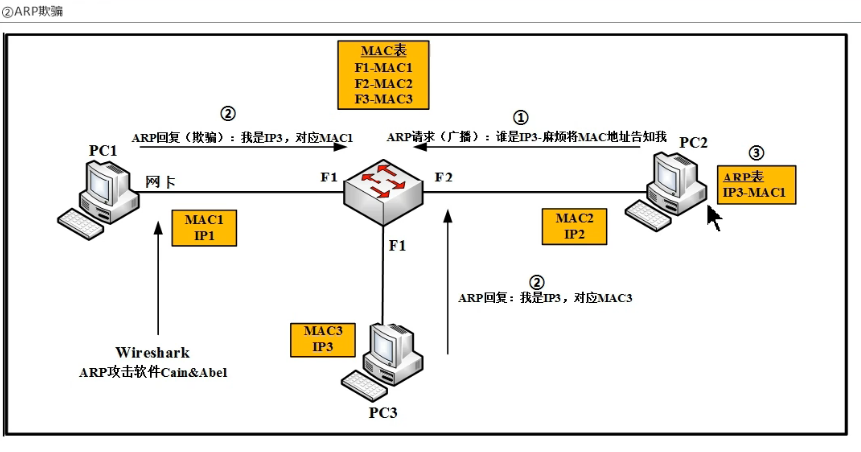 ②ARP欺骗
MAC表
F1-MAC1
F2-MAC2
F3-MAC3
②
ARP回复（欺骗）：我是IP3，对应MAC1
①
ARP请求（广播）：谁是IP3-麻烦将MAC地址告知我
PC1
PC2
③
ARP表
IP3-MAC1
网卡
F1
F2
MAC1
IP1
MAC2
IP2
F1
②
ARP回复：我是IP3，对应MAC3
MAC3
IP3
Wireshark
ARP攻击软件Cain&Abel
PC3